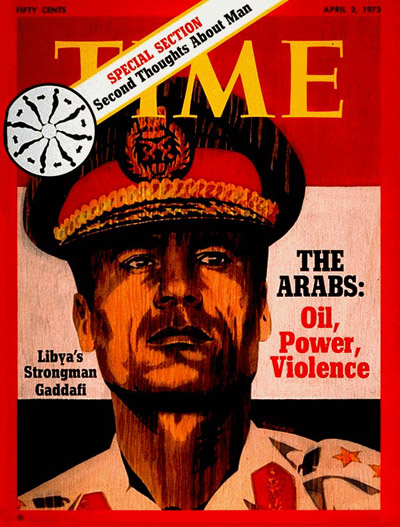 FIFTY CENTS
APRIL 2, 1973
SPECIAL SECTION
Second Thoughts About Man
TIME
THE
ARABS:
Oil,
Power,
Violence
Libya's
Strongman
Gaddafi